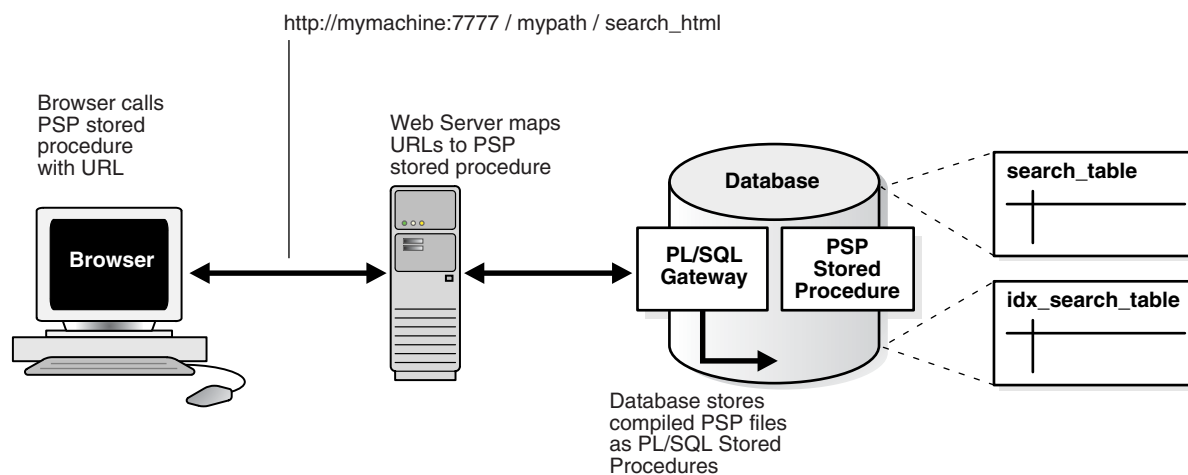 http://mymachine:7777 / mypath / search_html
Browser calls
PSP stored
procedure
with URL
Web Server maps
URLs to PSP
stored procedure
Browser
Database
PL/SQL
Gateway
PSP
Stored
Procedure
search_table
idx_search_table
Database stores
compiled PSP files
as PL/SQL Stored
Procedures